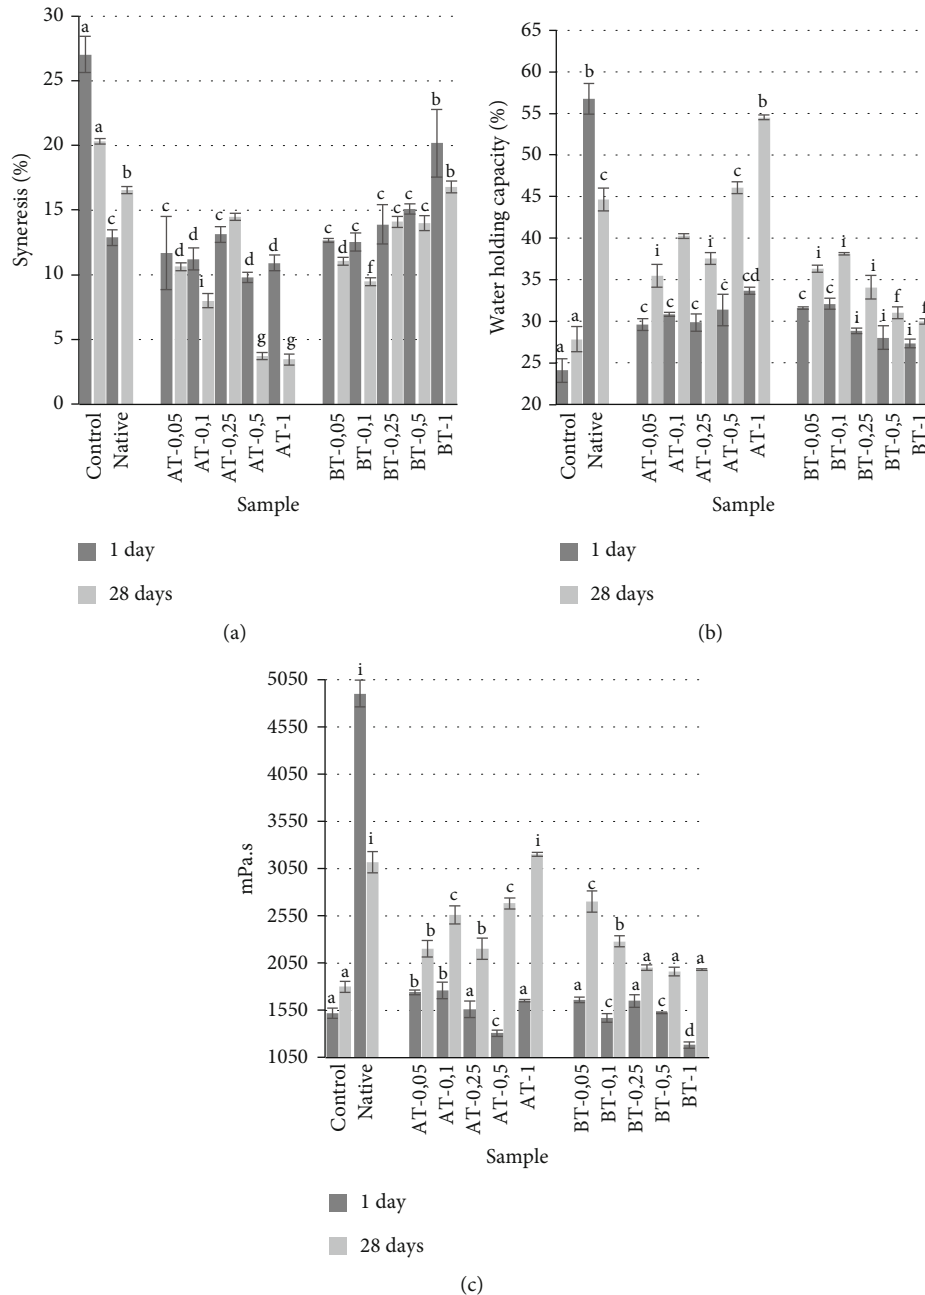 30
25
20
15
10
5
0
Syneresis (%)
a
a
c
b
c
d
d
i
c
d
c
g
d
g
c
d
c
f
c
c
c
c
b
b
Control
Native
AT-0,05
AT-0,1
AT-0,25
AT-0,5
AT-1
BT-0,05
BT-0,1
BT-0,25
BT-0,5
BT-1
Sample
1 day
28 days
(a)
65
60
55
50
45
40
35
30
25
20
Water holding capacity (%)
a
a
b
c
c
i
c
c
i
c
c
cd
b
c
i
c
i
i
i
i
f
i
f
Control
Native
AT-0,05
AT-0,1
AT-0,25
AT-0,5
AT-1
BT-0,05
BT-0,1
BT-0,25
BT-0,5
BT-1
Sample
1 day
28 days
(b)
5050
4550
4050
3550
3050
2550
2050
1550
1050
mPa.s
a
a
i
i
b
b
b
c
a
b
c
c
a
i
a
c
c
b
a
a
c
a
d
a
Control
Native
AT-0,05
AT-0,1
AT-0,25
AT-0,5
AT-1
BT-0,05
BT-0,1
BT-0,25
BT-0,5
BT-1
Sample
1 day
28 days
(c)